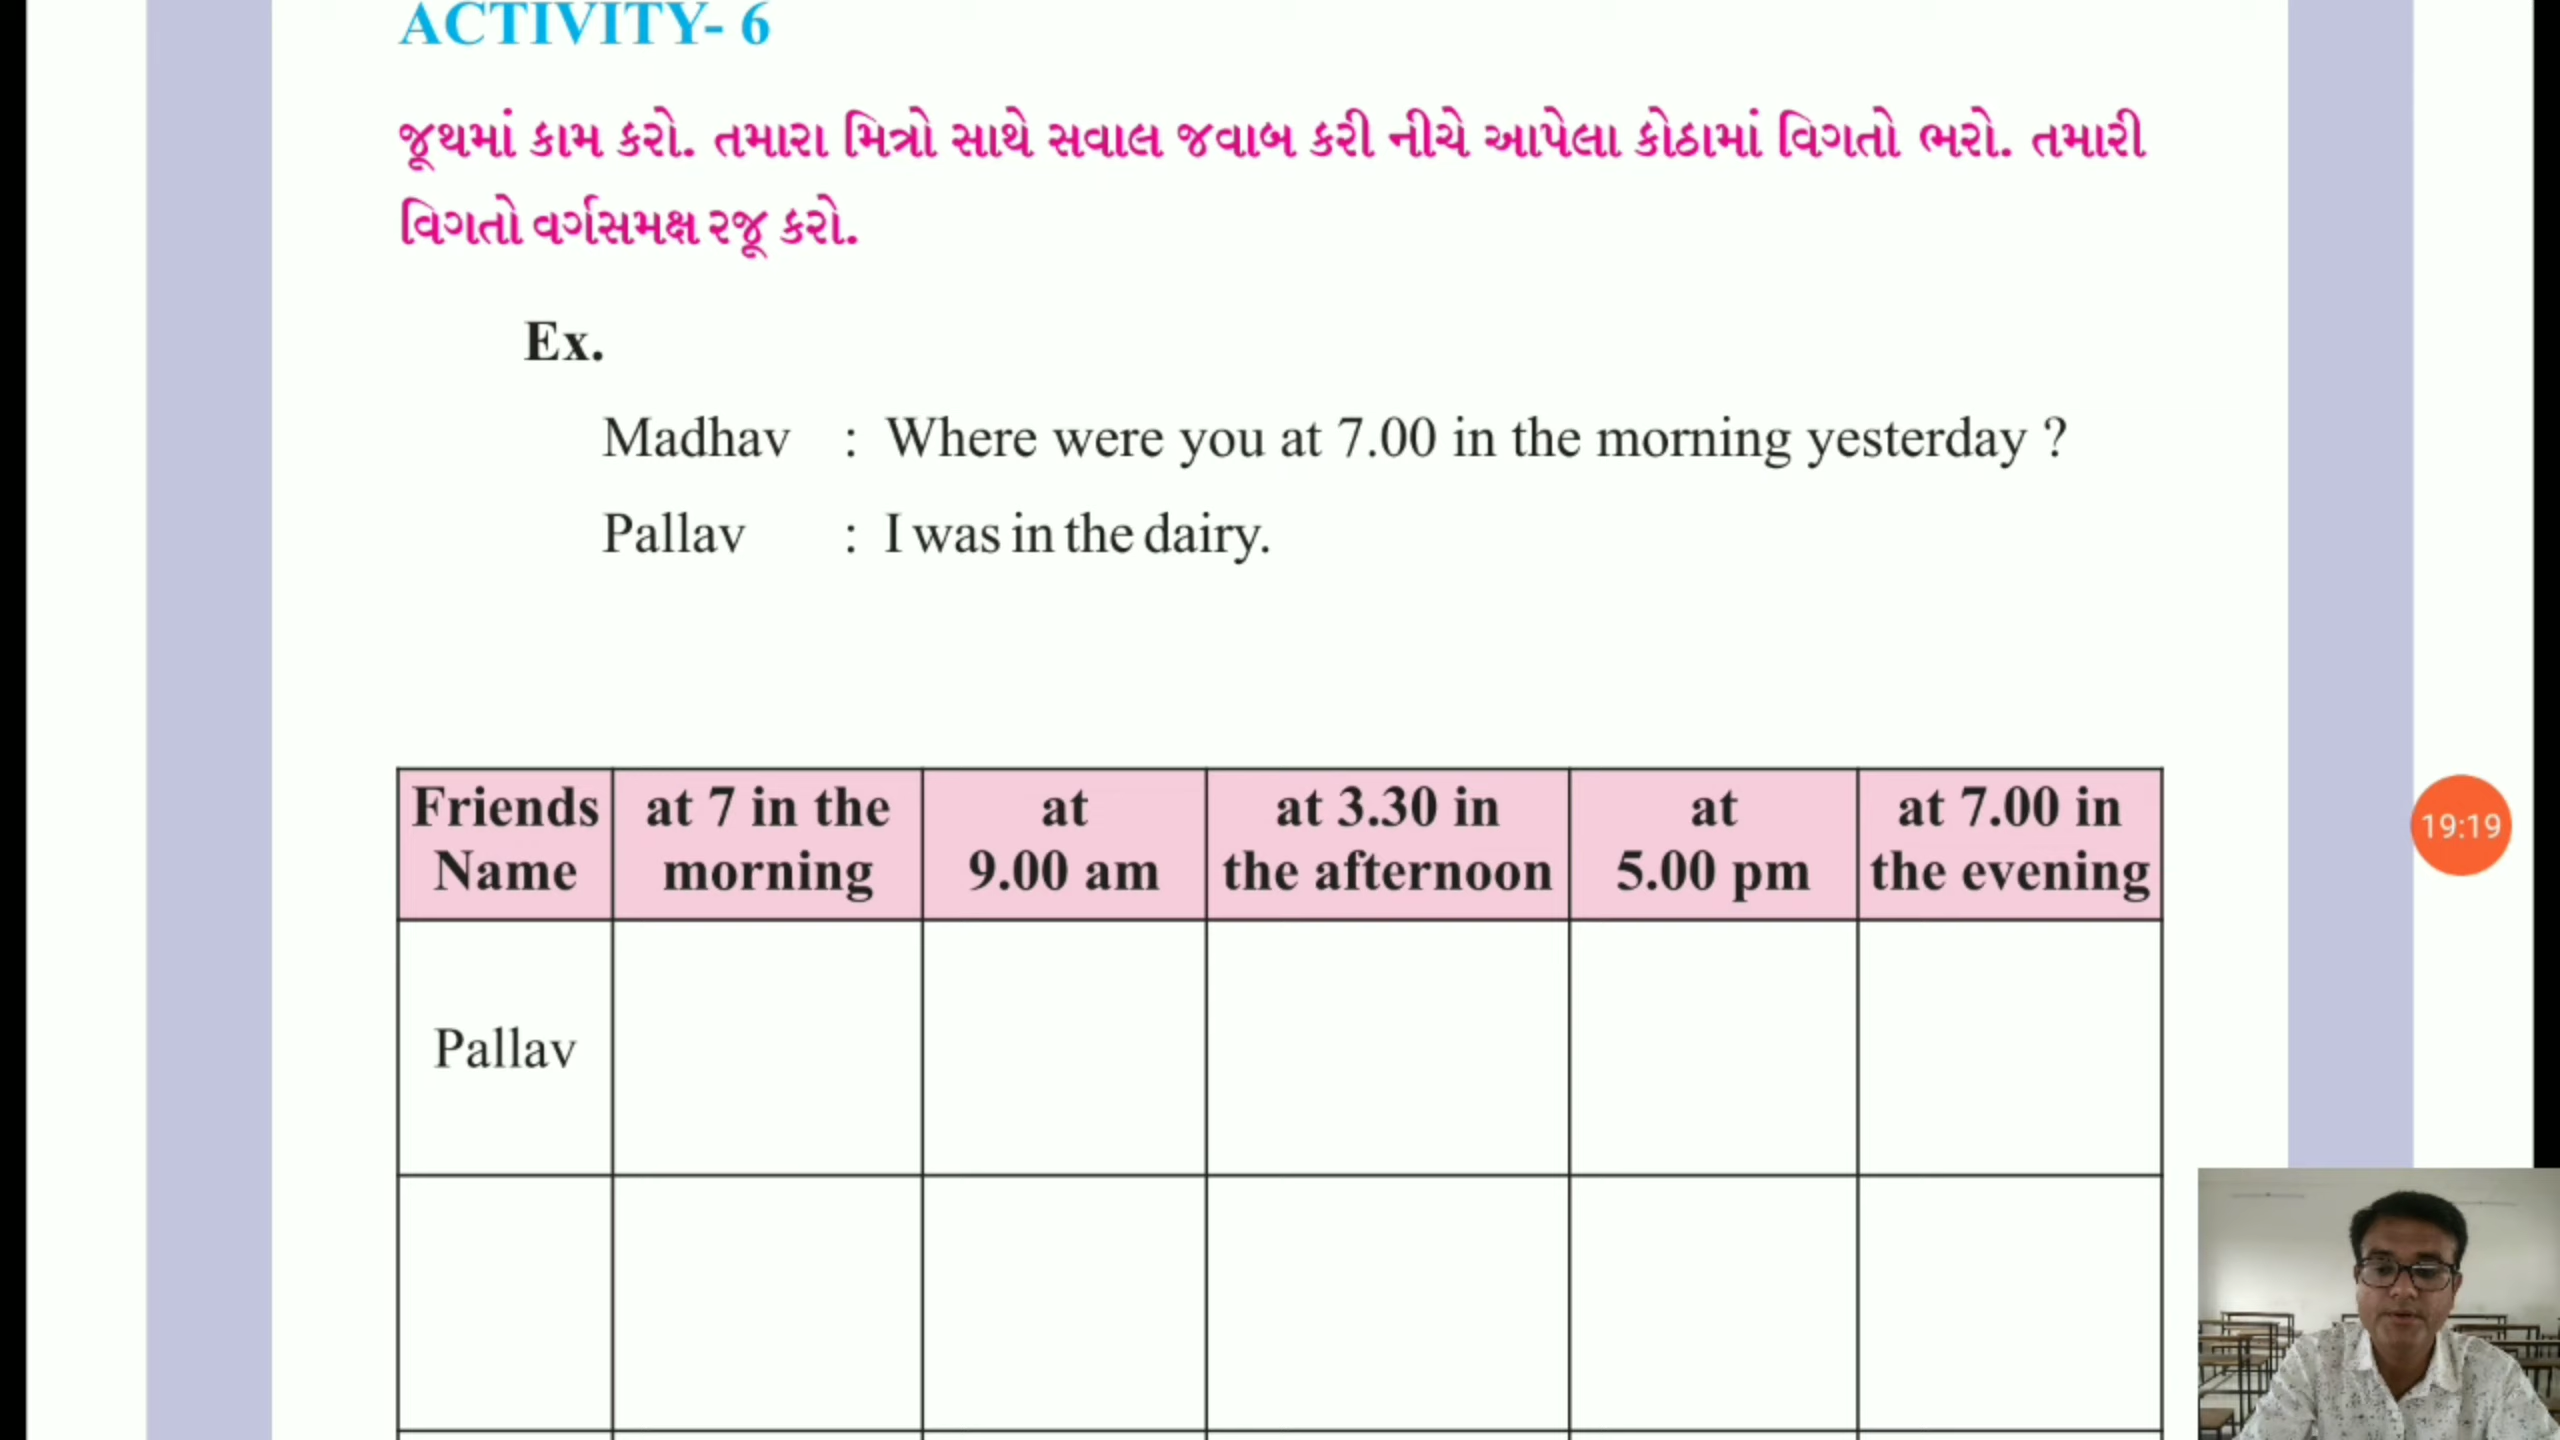 ACTIVITY- 6
જૂથમાં કામ કરો. તમારા મિત્રો સાથે સવાલ જવાબ કરી નીચે આપેલા કોઠામાં વિગતો ભરો. તમારી
વિગતો વર્ગસમક્ષ રજૂ કરો.
Ex.
Madhav : Where were you at 7.00 in the morning yesterday ?
Pallav : I was in the dairy.
Friends Name
at 7 in the morning
at 9.00 am
at 3.30 in the afternoon
at 5.00 pm
at 7.00 in the evening
19:19
Pallav